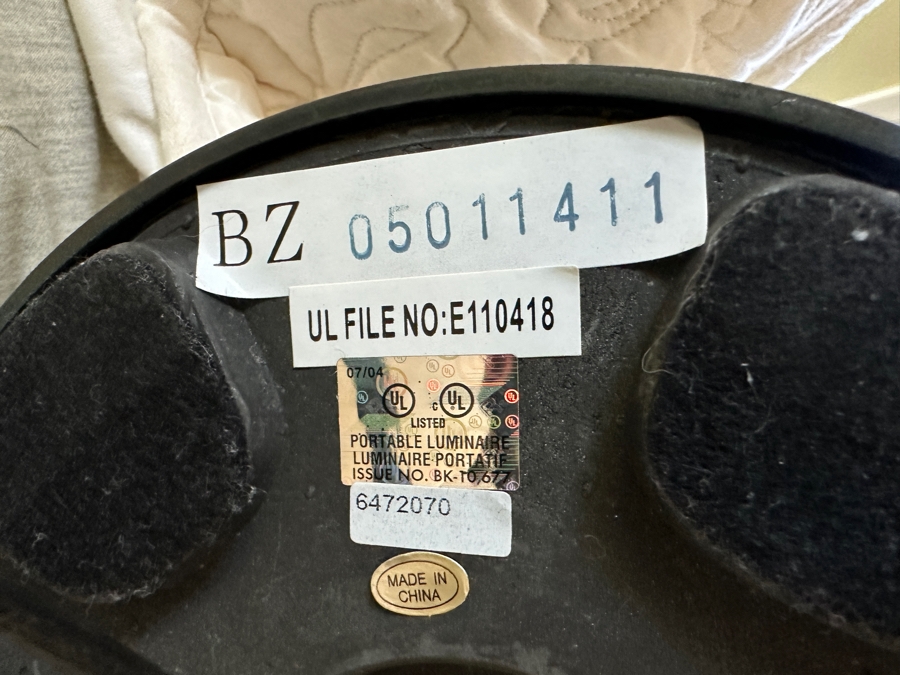 BZ 05011411
UL FILE NO:E110418
07/04
UL c UL
LISTED
PORTABLE LUMINAIRE
LUMINAIRE PORTATIF
ISSUE NO. BK-T0,677
6472070
MADE IN
CHINA